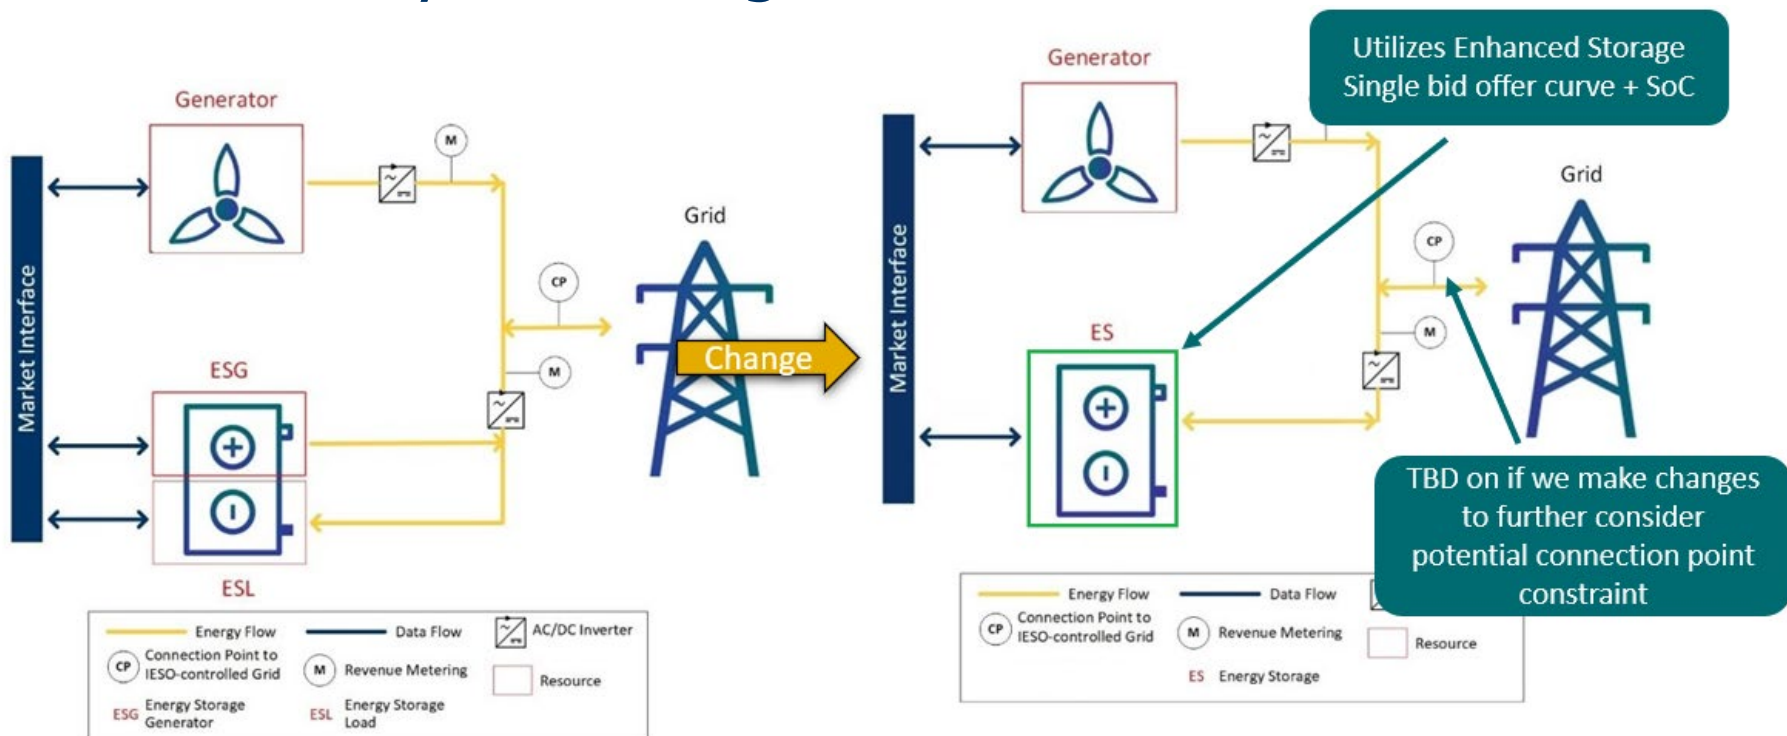 Generator
M
Market Interface
Grid
CP
ESG
M
ESL
Energy Flow
Data Flow
AC/DC Inverter
CP
Connection Point to
IESO-controlled Grid
M
Revenue Metering
Resource
ESG
Energy Storage
Generator
ESL
Energy Storage
Load
Change
Utilizes Enhanced Storage
Single bid offer curve + SoC
Generator
Market Interface
Grid
CP
ES
M
TBD on if we make changes
to further consider
potential connection point
constraint
Energy Flow
Data Flow
CP
Connection Point to
IESO-controlled Grid
M
Revenue Metering
Resource
ES
Energy Storage